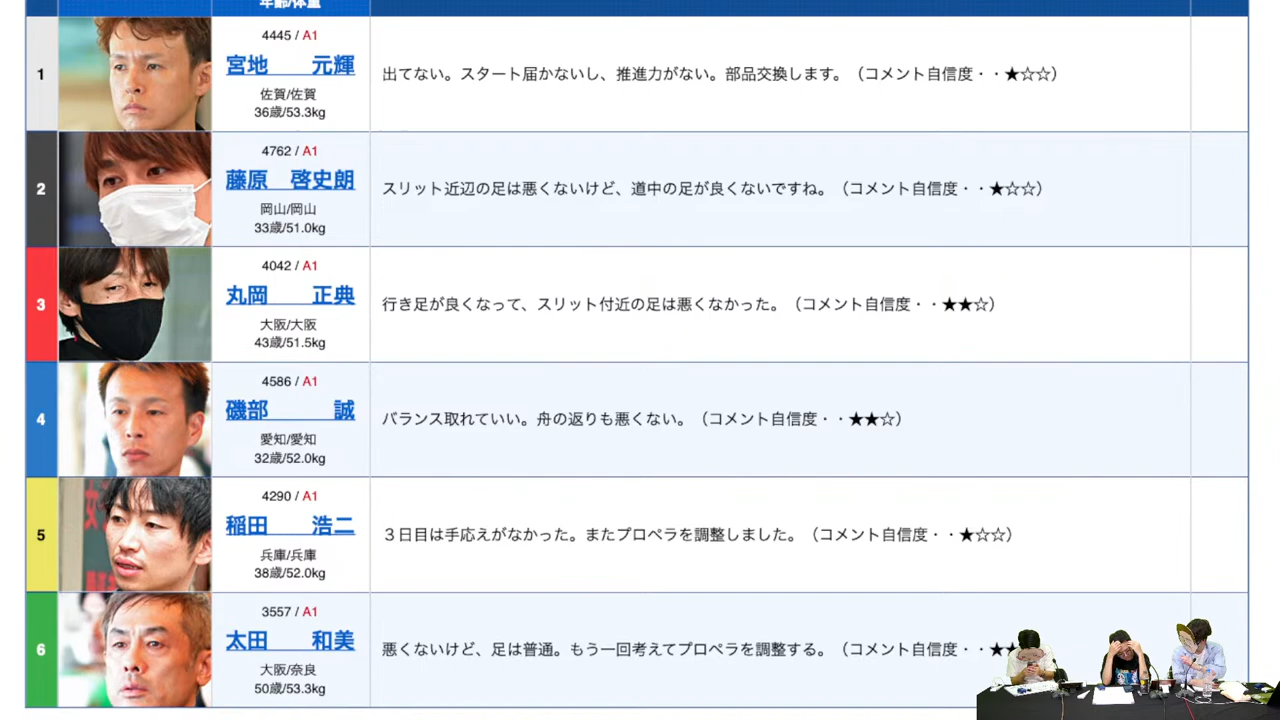 年齢/体重
1
4445 / A1
宮地 元輝
佐賀/佐賀
36歳/53.3kg
出てない。スタート届かないし、推進力がない。部品交換します。（コメント自信度・・★☆☆）
2
4762 / A1
藤原 啓史朗
岡山/岡山
33歳/51.0kg
スリット近辺の足は悪くないけど、道中の足が良くないですね。（コメント自信度・・★☆☆）
3
4042 / A1
丸岡 正典
大阪/大阪
43歳/51.5kg
行き足が良くなって、スリット付近の足は悪くなかった。（コメント自信度・・★★☆）
4
4586 / A1
磯部 誠
愛知/愛知
32歳/52.0kg
バランス取れていい。舟の返りも悪くない。（コメント自信度・・★★☆）
5
4290 / A1
稲田 浩二
兵庫/兵庫
38歳/52.0kg
３日目は手応えがなかった。またプロペラを調整しました。（コメント自信度・・★☆☆）
6
3557 / A1
太田 和美
大阪/奈良
50歳/53.3kg
悪くないけど、足は普通。もう一回考えてプロペラを調整する。（コメント自信度・・★